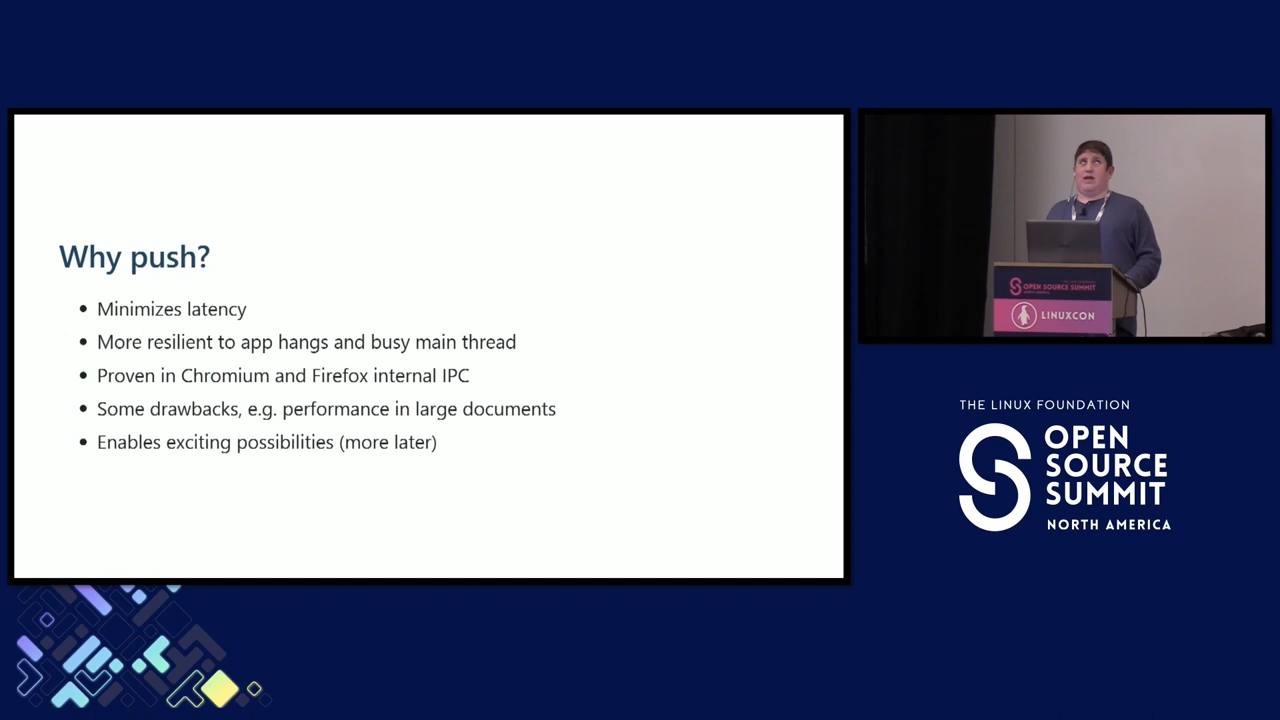 Why push?
• Minimizes latency
• More resilient to app hangs and busy main thread
• Proven in Chromium and Firefox internal IPC
• Some drawbacks, e.g. performance in large documents
• Enables exciting possibilities (more later)
OPEN SOURCE SUMMIT
LINUXCON
THE LINUX FOUNDATION
OPEN
SOURCE
SUMMIT
NORTH AMERICA